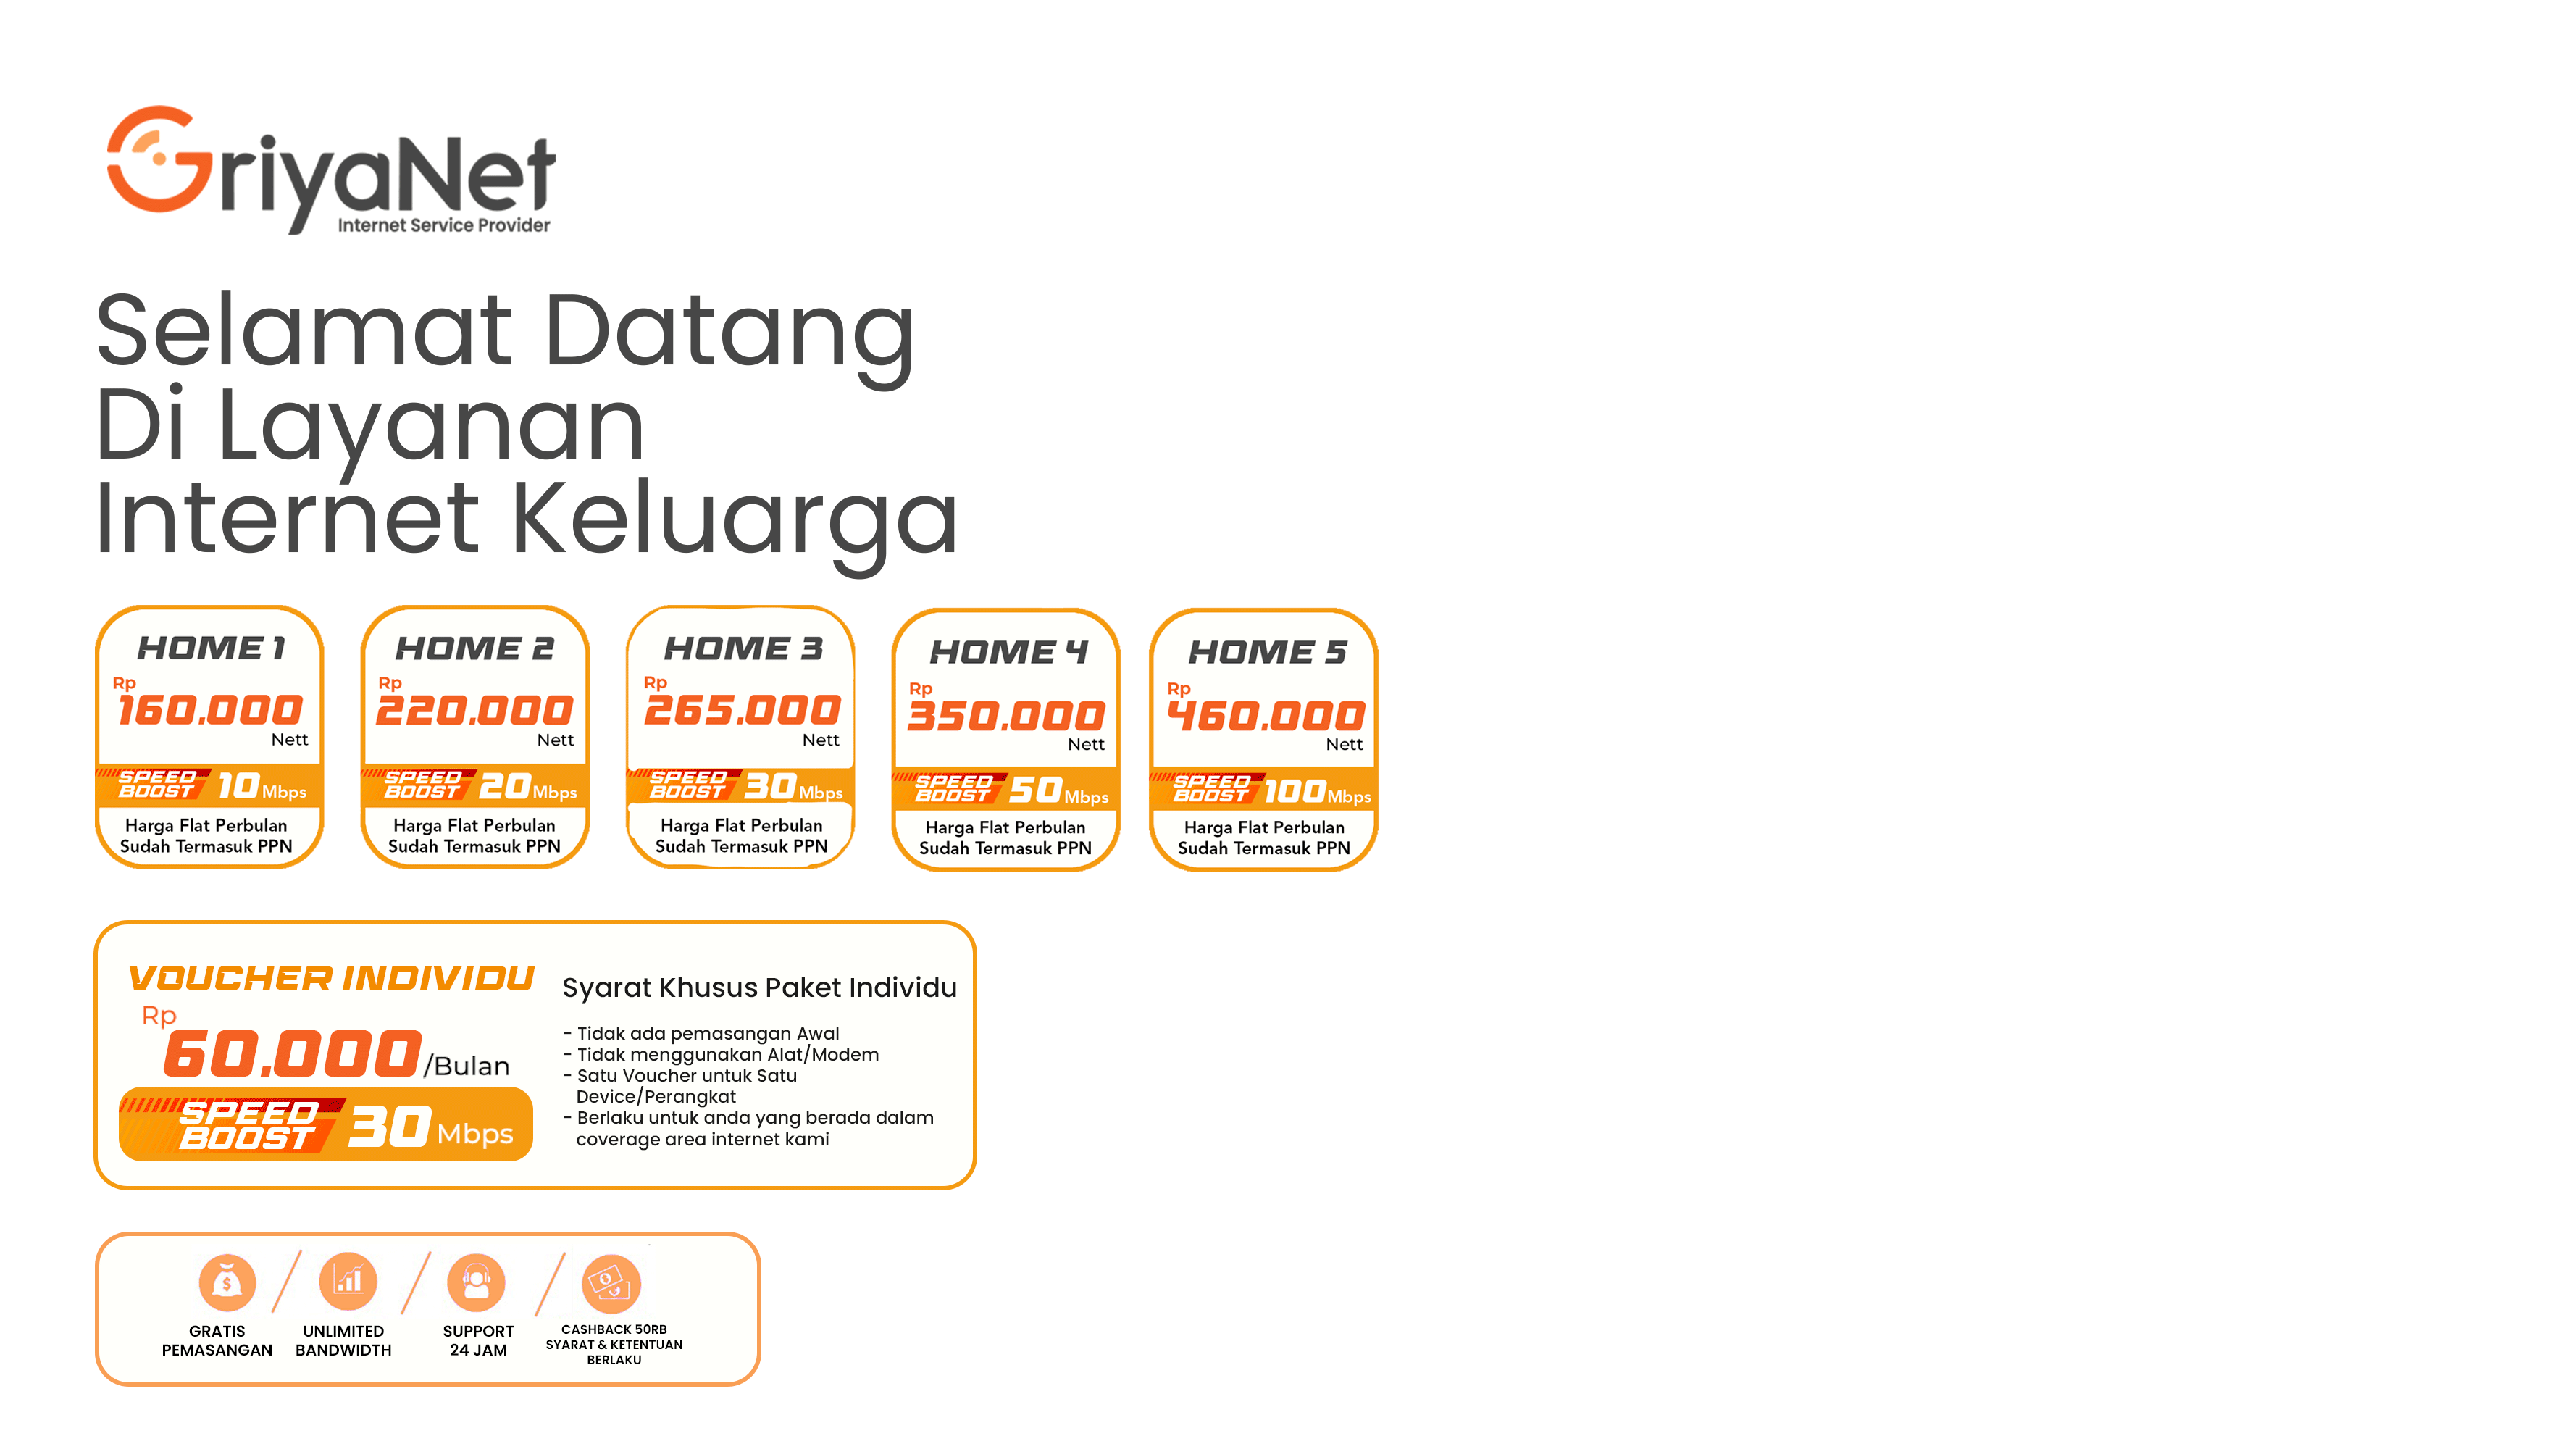 GriyaNet
Internet Service Provider
Selamat Datang
Di Layanan
Internet Keluarga
HOME 1
Rp
160.000
Nett
SPEED
BOOST 10 Mbps
Harga Flat Perbulan
Sudah Termasuk PPN
HOME 2
Rp
220.000
Nett
SPEED
BOOST 20 Mbps
Harga Flat Perbulan
Sudah Termasuk PPN
HOME 3
Rp
265.000
Nett
SPEED
BOOST 30 Mbps
Harga Flat Perbulan
Sudah Termasuk PPN
HOME 4
Rp
350.000
Nett
SPEED
BOOST 50 Mbps
Harga Flat Perbulan
Sudah Termasuk PPN
HOME 5
Rp
460.000
Nett
SPEED
BOOST 100 Mbps
Harga Flat Perbulan
Sudah Termasuk PPN
VOUCHER INDIVIDU
Rp
60.000 /Bulan
SPEED
BOOST 30 Mbps
Syarat Khusus Paket Individu
- Tidak ada pemasangan Awal
- Tidak menggunakan Alat/Modem
- Satu Voucher untuk Satu
Device/Perangkat
- Berlaku untuk anda yang berada dalam
coverage area internet kami
GRATIS
PEMASANGAN
UNLIMITED
BANDWIDTH
SUPPORT
24 JAM
CASHBACK 50RB
SYARAT & KETENTUAN
BERLAKU